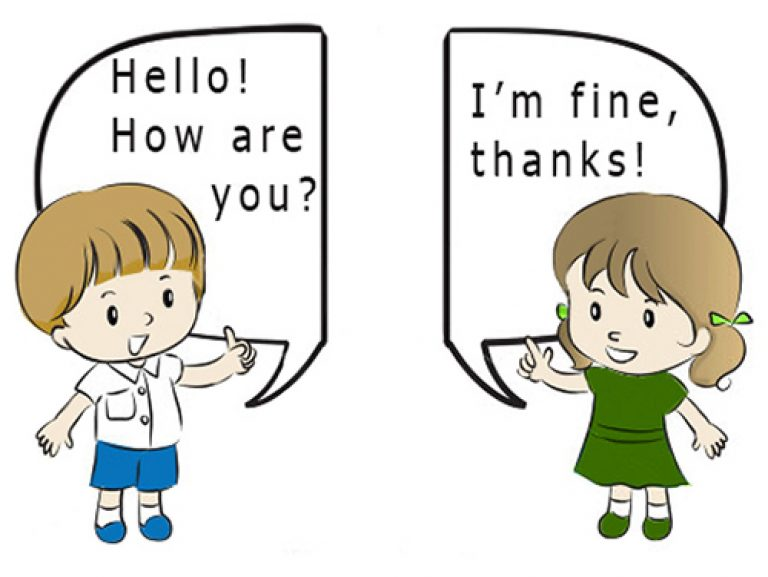 Hello!
How are
you?
I'm fine,
thanks!